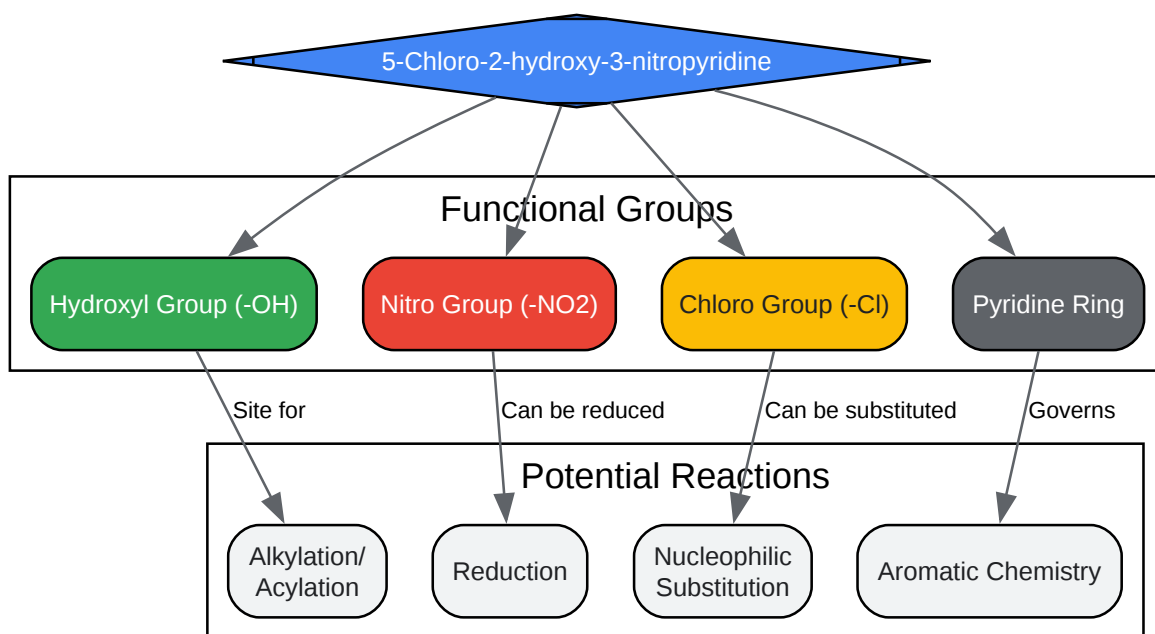 5-Chloro-2-hydroxy-3-nitropyridine
Functional Groups
Hydroxyl Group (-OH)
Nitro Group (-NO2)
Chloro Group (-Cl)
Pyridine Ring
Site for
Can be reduced
Can be substituted
Governs
Potential Reactions
Alkylation/
Acylation
Reduction
Nucleophilic
Substitution
Aromatic Chemistry